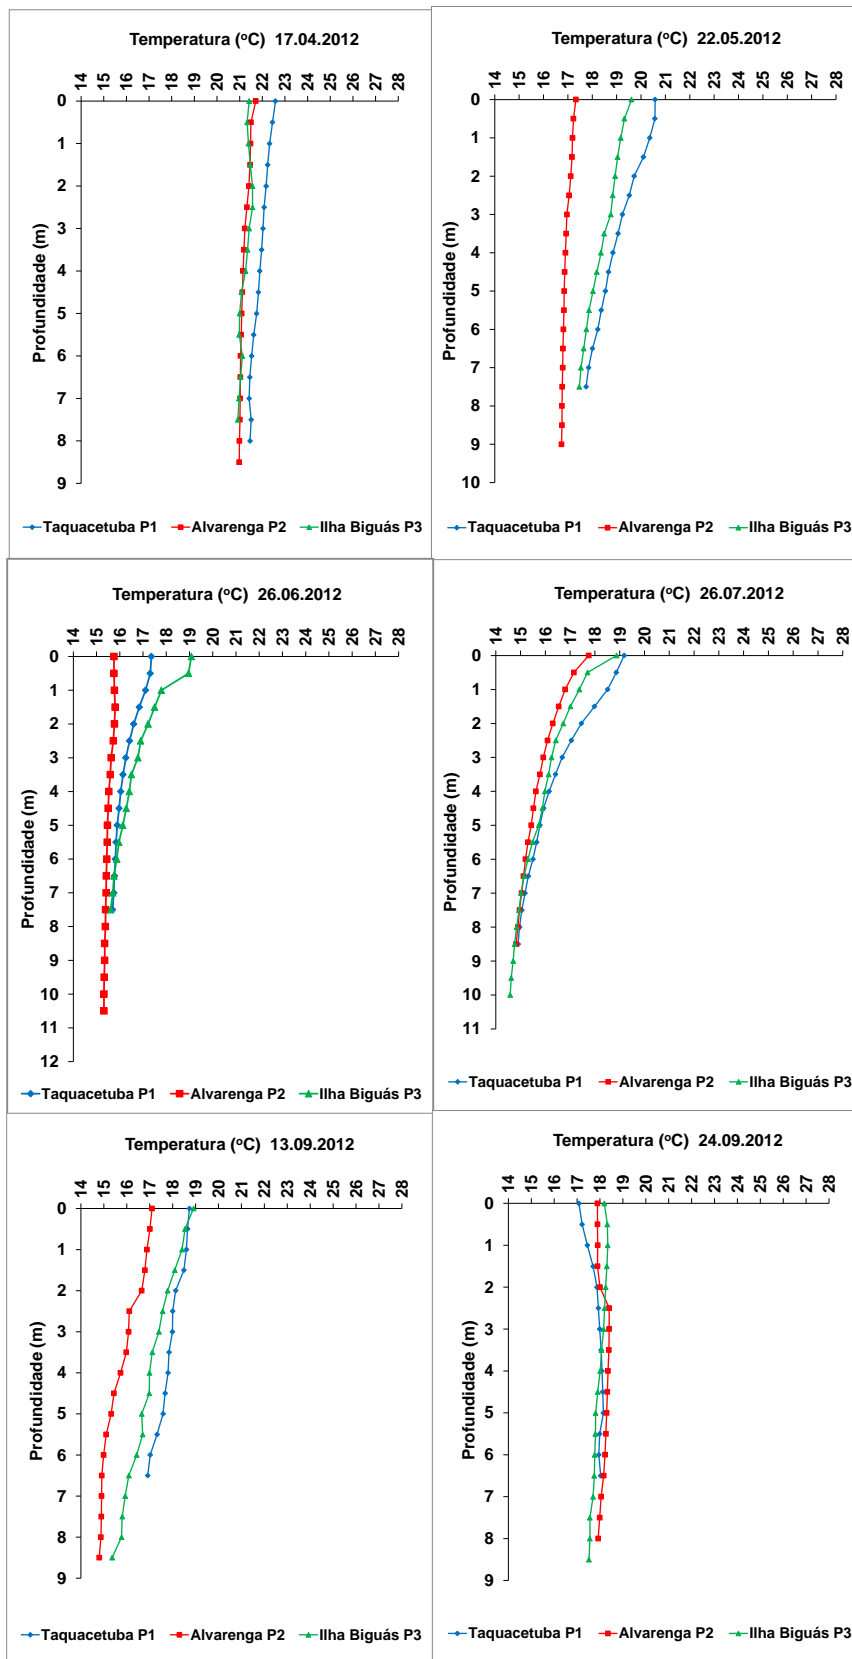 Temperatura (ºC) 17.04.2012
14 15 16 17 18 19 20 21 22 23 24 25 26 27 28
0
1
2
3
4
5
6
7
8
9
Profundidade (m)
Taquacetuba P1 Alvarenga P2 Ilha Biguás P3
Temperatura (ºC) 22.05.2012
14 17 18 19 20 21 22 23 24 25 26 27 28
0
1
2
3
4
5
6
7
8
9
10
Profundidade (m)
Taquacetuba P1 Alvarenga P2 Ilha Biguás P3
Temperatura (ºC) 26.06.2012
14 15 16 17 18 19 20 21 22 23 24 25 26 27 28
0
1
2
3
4
5
6
7
8
9
10
11
12
Profundidade (m)
Taquacetuba P1 Alvarenga P2 Ilha Biguás P3
Temperatura (ºC) 26.07.2012
14 15 16 17 18 19 20 21 22 23 24 25 26 27 28
0
1
2
3
4
5
6
7
8
9
10
11
Profundidade (m)
Taquacetuba P1 Alvarenga P2 Ilha Biguás P3
Temperatura (ºC) 13.09.2012
14 15 16 17 18 19 20 21 22 23 24 25 26 27 28
0
1
2
3
4
5
6
7
8
9
Profundidade (m)
Taquacetuba P1 Alvarenga P2 Ilha Biguás P3
Temperatura (ºC) 24.09.2012
14 15 16 17 18 19 20 21 22 23 24 25 26 27 28
0
1
2
3
4
5
6
7
8
9
Profundidade (m)
Taquacetuba P1 Alvarenga P2 Ilha Biguás P3